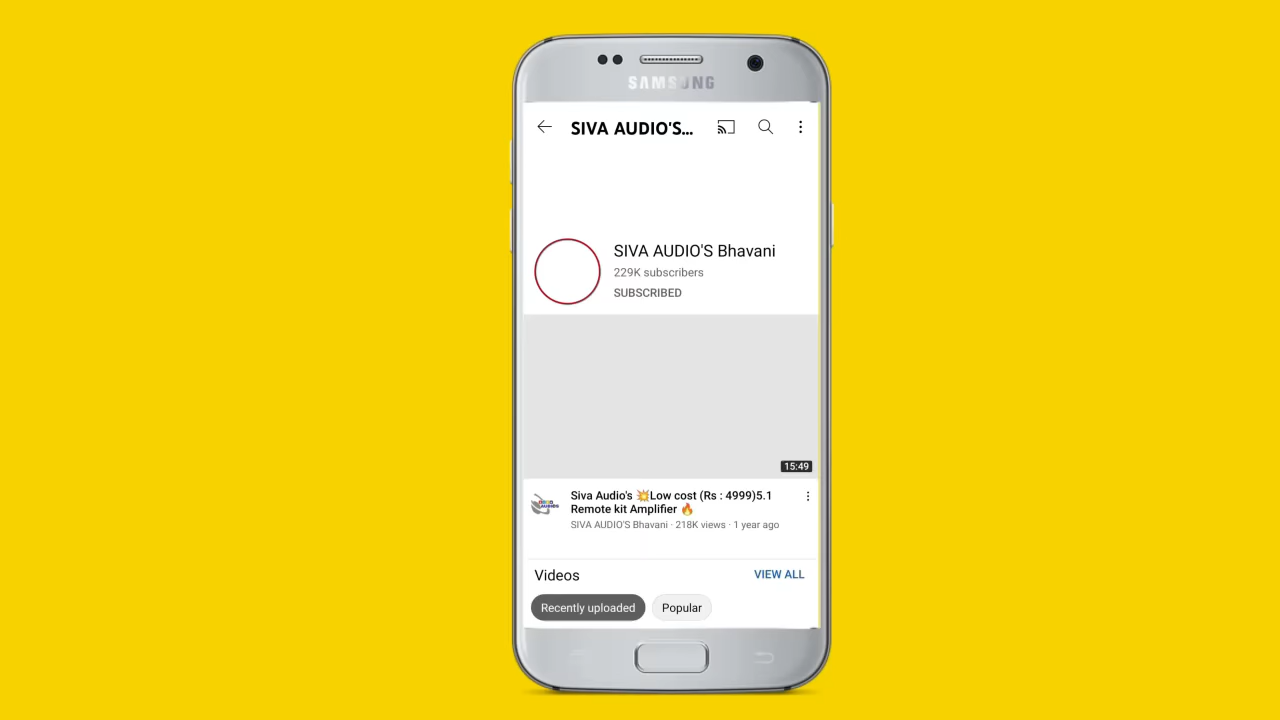 SAMSUNG
SIVA AUDIO'S...
SIVA AUDIO'S Bhavani
229K subscribers
SUBSCRIBED
15:49
Siva Audio's 💥Low cost (Rs : 4999)5.1
Remote kit Amplifier 🔥
SIVA AUDIO'S Bhavani · 218K views · 1 year ago
Videos
VIEW ALL
Recently uploaded
Popular